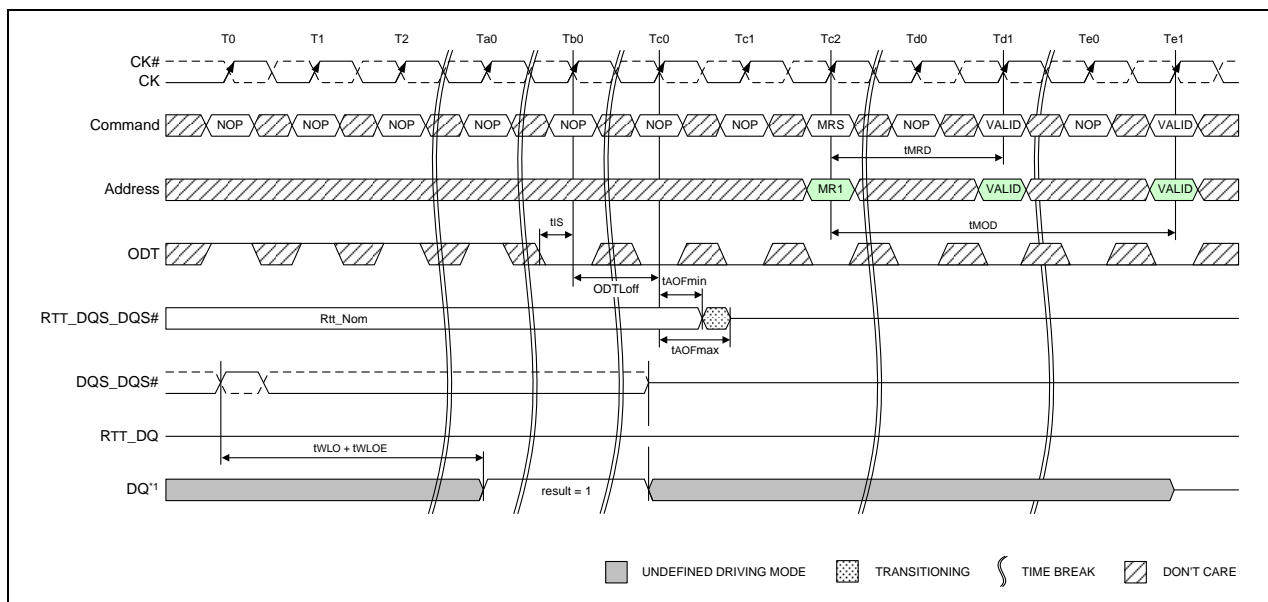 T0 T1 T2 Ta0 Tb0 Tc0 Tc1 Tc2 Td0 Td1 Te0 Te1
CK#
CK
Command NOP NOP NOP NOP NOP NOP NOP MRS NOP VALID NOP VALID
tMRD
Address MR1 VALID VALID
tIS tMOD
ODT
ODTLoff tAOFmin
RTT_DQS_DQS# Rtt_Nom
tAOFmax
DQS_DQS#
RTT_DQ
tWLO + tWLOE
DQ*1 result = 1
UNDEFINED DRIVING MODE TRANSITIONING TIME BREAK DON'T CARE